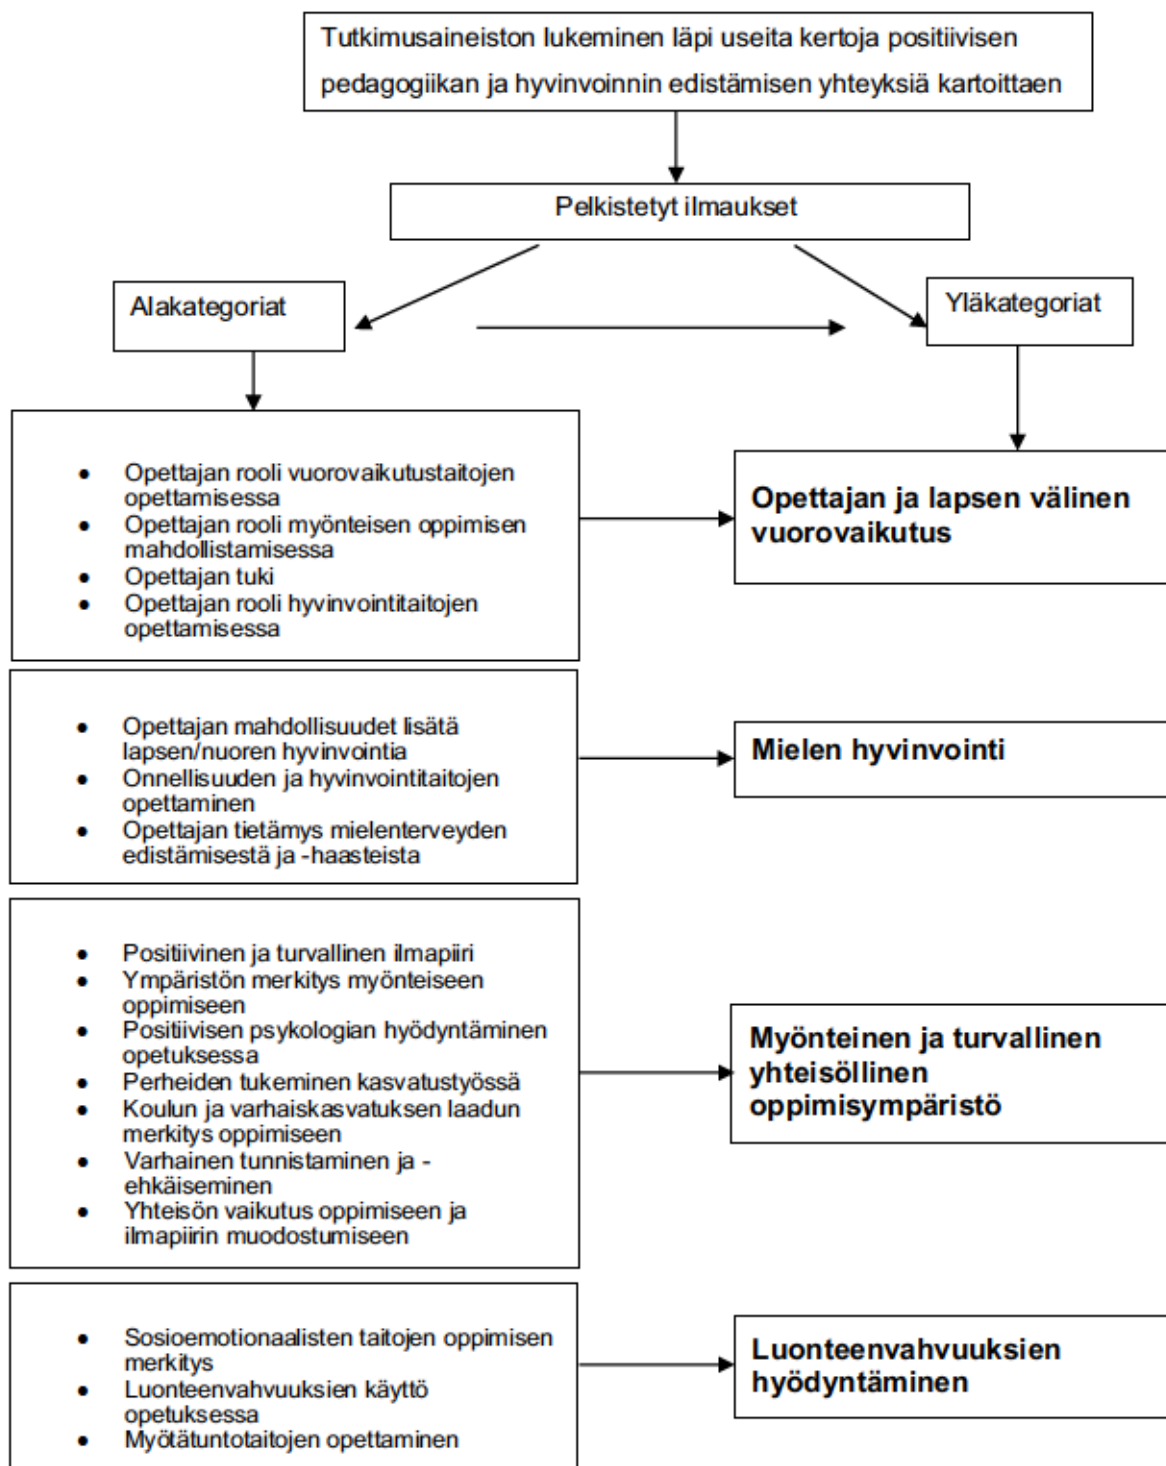 Tutkimusaineiston lukeminen läpi useita kertoja positiivisen
pedagogiikan ja hyvinvoinnin edistämisen yhteyksiä kartoittaen
Pelkistetyt ilmaukset
Alakategoriat
Yläkategoriat
• Opettajan rooli vuorovaikutustaitojen
opettamisessa
• Opettajan rooli myönteisen oppimisen
mahdollistamisessa
• Opettajan tuki
• Opettajan rooli hyvinvointitaitojen
opettamisessa
Opettajan ja lapsen välinen
vuorovaikutus
• Opettajan mahdollisuudet lisätä
lapsen/nuoren hyvinvointia
• Onnellisuuden ja hyvinvointitaitojen
opettaminen
• Opettajan tietämys mielenterveyden
edistämisestä ja -haasteista
Mielen hyvinvointi
• Positiivinen ja turvallinen ilmapiiri
• Ympäristön merkitys myönteiseen
oppimiseen
• Positiivisen psykologian hyödyntäminen
opetuksessa
• Perheiden tukeminen kasvatustyössä
• Koulun ja varhaiskasvatuksen laadun
merkitys oppimiseen
• Varhainen tunnistaminen ja -
ehkäiseminen
• Yhteisön vaikutus oppimiseen ja
ilmapiirin muodostumiseen
Myönteinen ja turvallinen
yhteisöllinen
oppimisympäristö
• Sosioemotionaalisten taitojen oppimisen
merkitys
• Luonteenvahvuuksien käyttö
opetuksessa
• Myötätuntotaitojen opettaminen
Luonteenvahvuuksien
hyödyntäminen